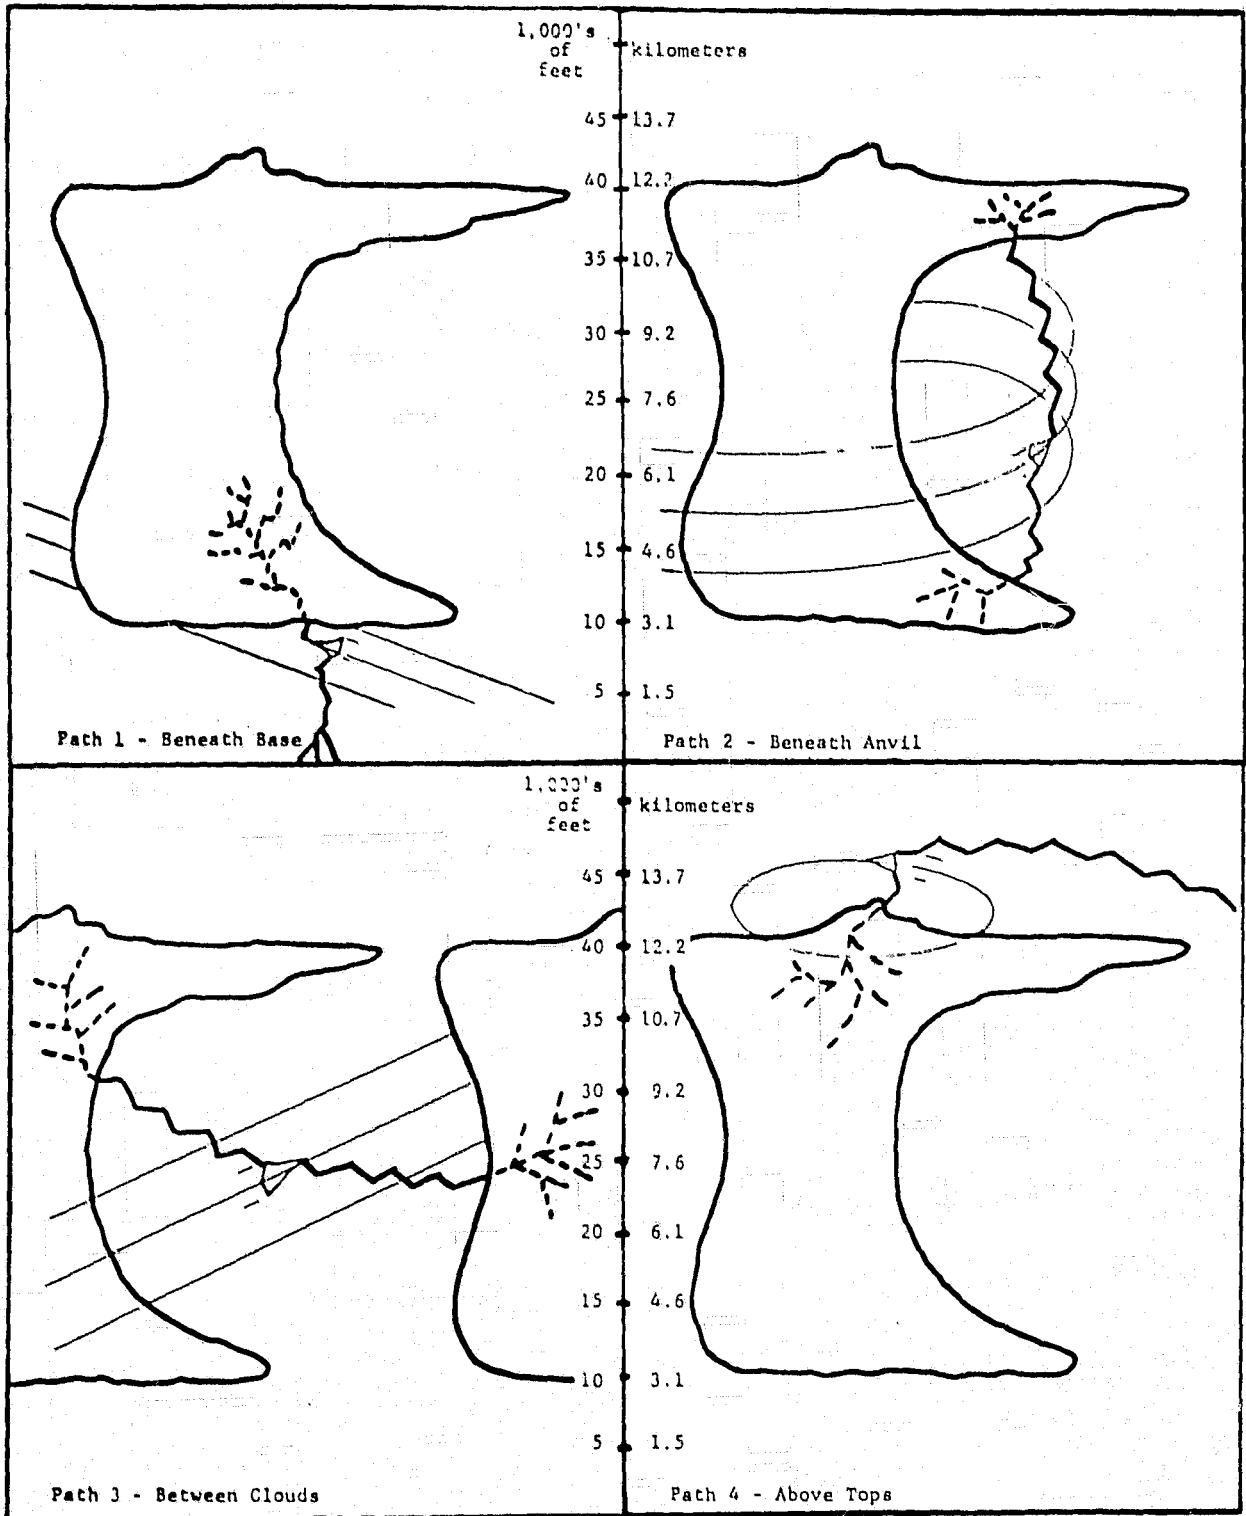 1,000's
of
feet
kilometers
45 13.7
40 12.2
35 10.7
30 9.2
25 7.6
20 6.1
15 4.6
10 3.1
5 1.5
Path 1 - Beneath Base
Path 2 - Beneath Anvil
1,000's
of
feet
kilometers
45 13.7
40 12.2
35 10.7
30 9.2
25 7.6
20 6.1
15 4.6
10 3.1
5 1.5
Path 3 - Between Clouds
Path 4 - Above Tops